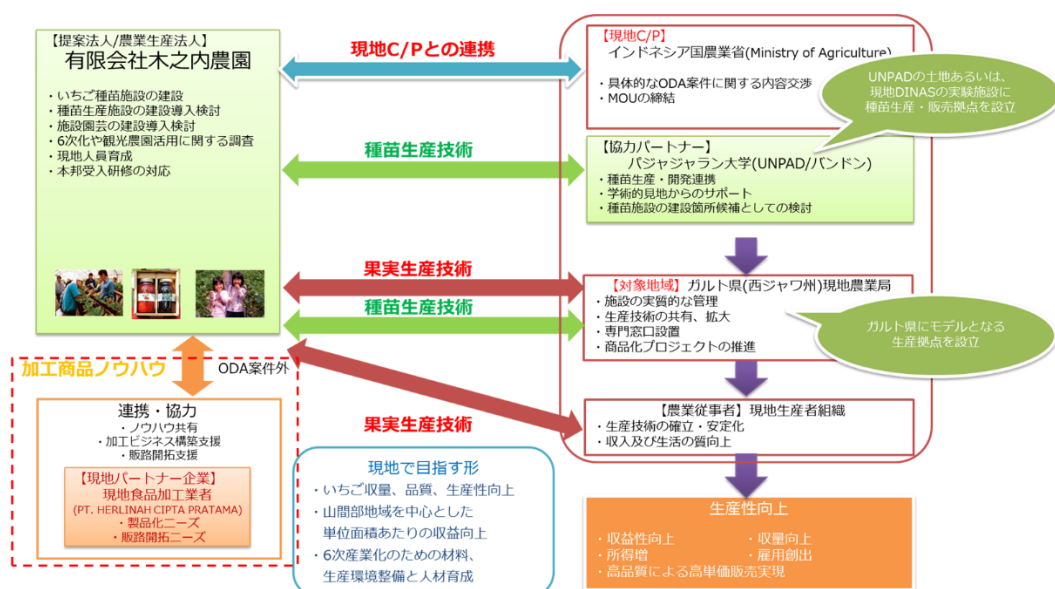 【提案法人/農業生産法人】
有限会社木之内農園
・いちご種苗施設の建設
・種苗生産施設の建設導入検討
・施設園芸の建設導入検討
・6次化や観光農園活用に関する調査
・現地人員育成
・本邦受入研修の対応
現地C/Pとの連携
種苗生産技術
果実生産技術
種苗生産技術
果実生産技術
【現地C/P】
インドネシア国農業省(Ministry of Agriculture)
・具体的なODA案件に関する内容交渉
・MOUの締結
UNPADの土地あるいは、
現地DINASの実験施設に
種苗生産・販売拠点を設立
【協力パートナー】
パジャジャラン大学(UNPAD/バンドン)
・種苗生産・開発連携
・学術的見地からのサポート
・種苗施設の建設箇所候補としての検討
【対象地域】ガルト県(西ジャワ州)現地農業局
・施設の実質的な管理
・生産技術の共有、拡大
・専門窓口設置
・商品化プロジェクトの推進
ガルト県にモデルとなる
生産拠点を設立
【農業従事者】現地生産者組織
・生産技術の確立・安定化
・収入及び生活の質向上
加工商品ノウハウ
ODA案件外
連携・協力
・ノウハウ共有
・加工ビジネス構築支援
・販路開拓支援
【現地パートナー企業】
現地食品加工業者
(PT. HERLINAH CIPTA PRATAMA)
・製品化ニーズ
・販路開拓ニーズ
現地で目指す形
・いちご収量、品質、生産性向上
・山間部地域を中心とした
単位面積あたりの収益向上
・6次産業化のための材料、
生産環境整備と人材育成
生産性向上
・収益性向上　・収量向上
・所得増　・雇用創出
・高品質による高単価販売実現